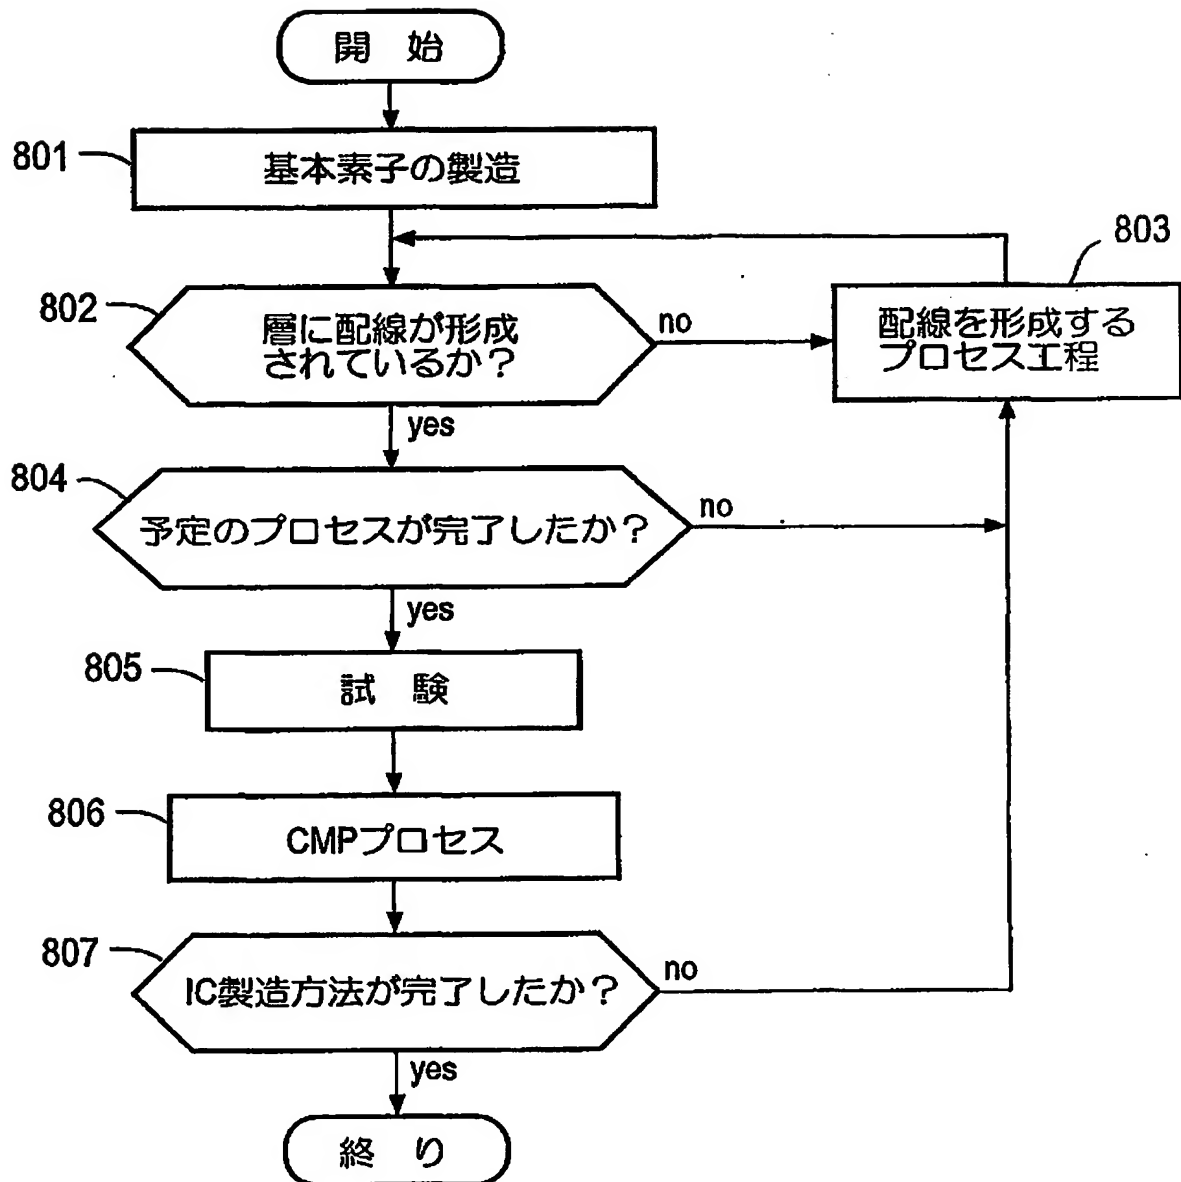 開 始
801
基本素子の製造
803
802
層に配線が形成
されているか？
no
配線を形成する
プロセス工程
yes
804
予定のプロセスが完了したか？
no
yes
805
試 験
806
CMPプロセス
807
IC製造方法が完了したか？
no
yes
終 り